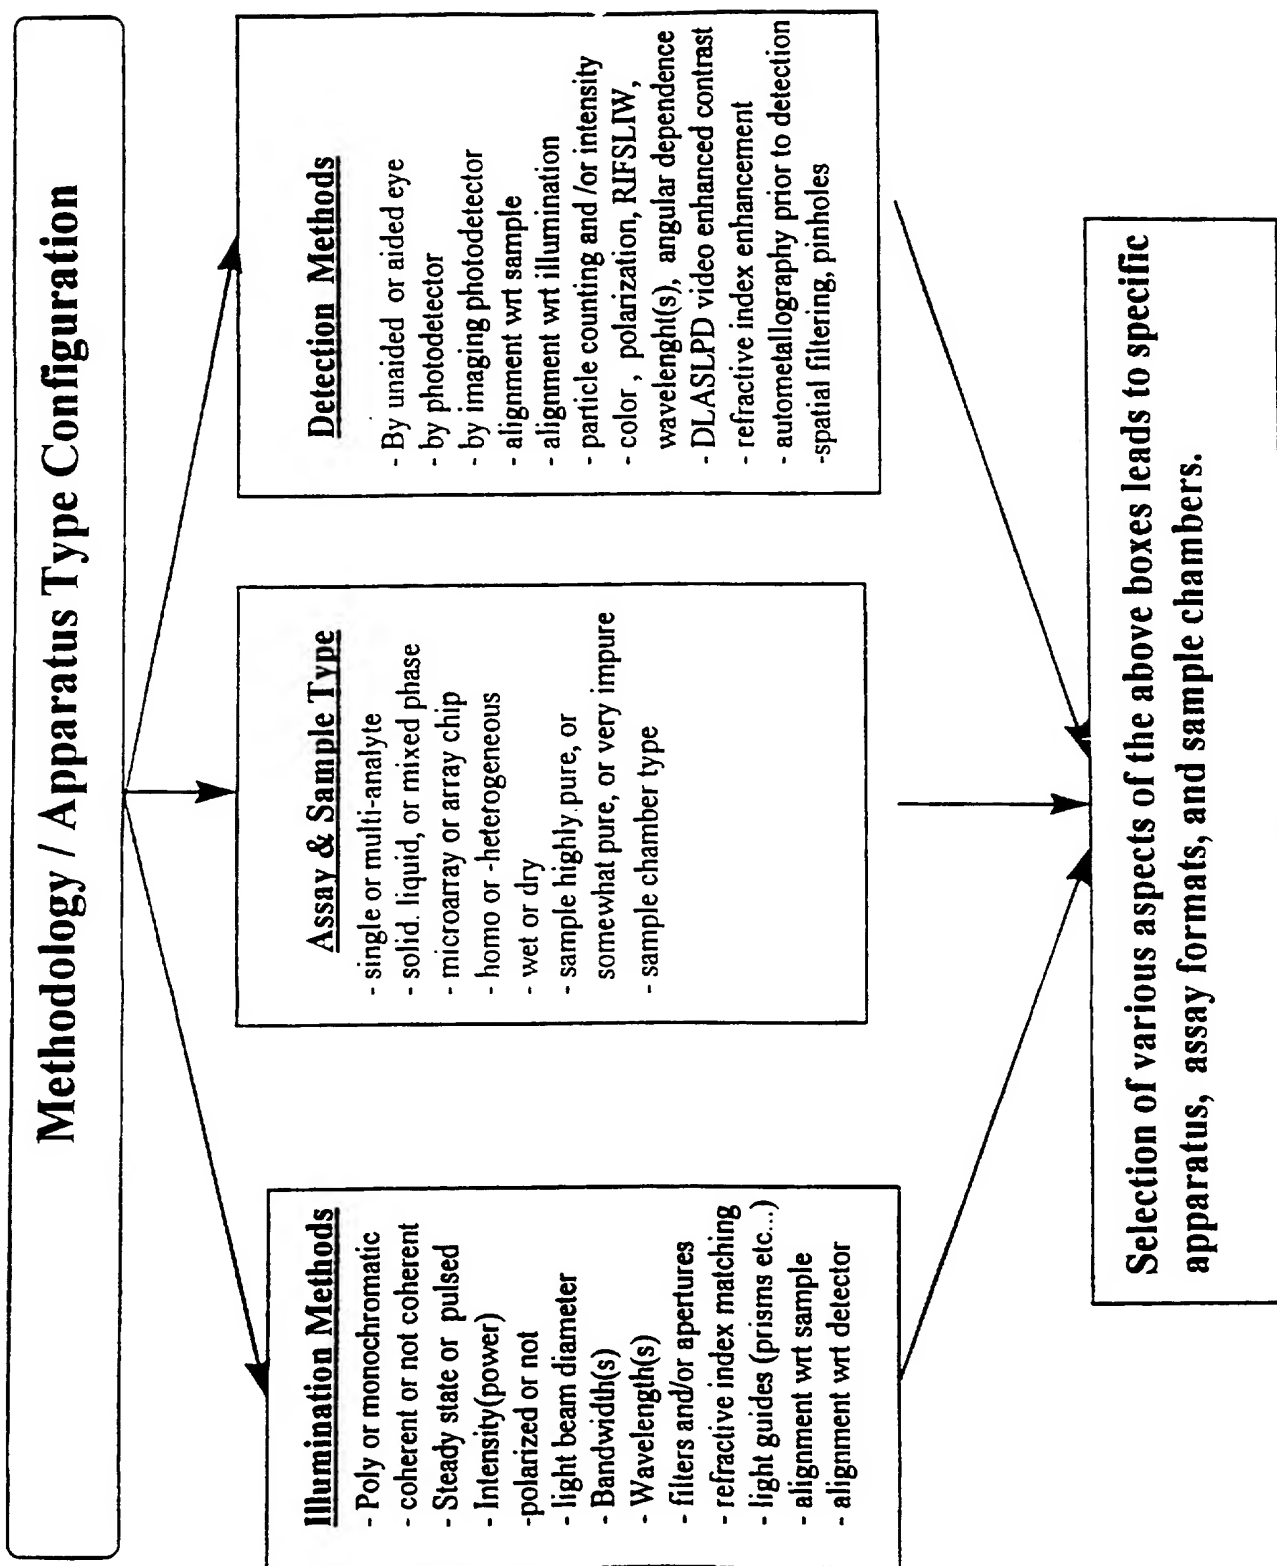 Methodology / Apparatus Type Configuration
Illumination Methods
- Poly or monochromatic
- coherent or not coherent
- Steady state or pulsed
- Intensity(power)
-polarized or not
- light beam diameter
- Bandwidth(s)
- Wavelength(s)
- filters and/or apertures
- refractive index matching
- light guides (prisms etc...)
- alignment wrt sample
- alignment wrt detector
Assay & Sample Type
- single or multi-analyte
- solid. liquid, or mixed phase
- microarray or array chip
- homo or -heterogeneous
- wet or dry
- sample highly pure, or
somewhat pure, or very impure
- sample chamber type
Detection Methods
- By unaided or aided eye
- by photodetector
- by imaging photodetector
- alignment wrt sample
- alignment wrt illumination
- particle counting and /or intensity
- color , polarization, RIFSLIW,
wavelenght(s), angular dependence
- DLASLPD video enhanced contrast
- refractive index enhancement
- autometallography prior to detection
-spatial filtering, pinholes
Selection of various aspects of the above boxes leads to specific
apparatus, assay formats, and sample chambers.